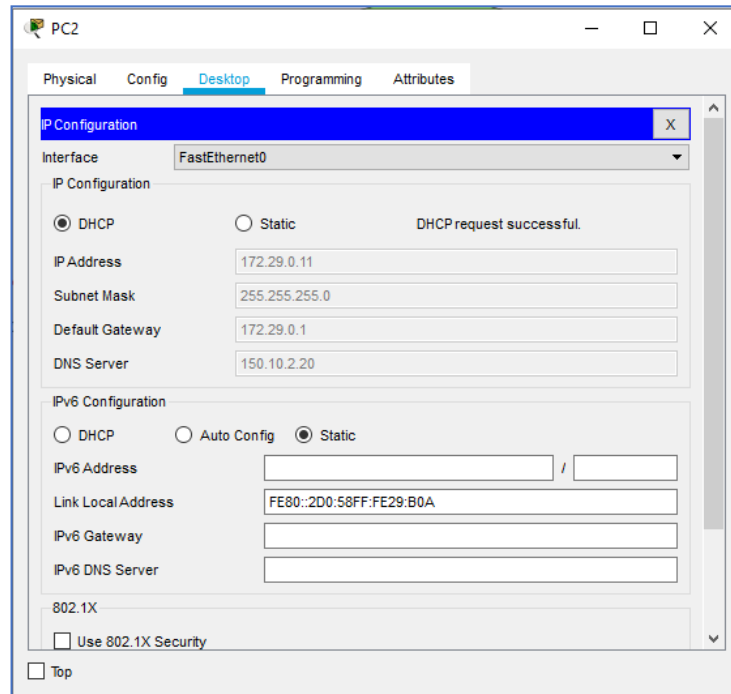 PC2
Physical Config Desktop Programming Attributes
IP Configuration X
Interface FastEthernet0
IP Configuration
DHCP Static DHCP request successful.
IP Address 172.29.0.11
Subnet Mask 255.255.255.0
Default Gateway 172.29.0.1
DNS Server 150.10.2.20
IPv6 Configuration
DHCP Auto Config Static
IPv6 Address /
Link Local Address FE80::2D0:58FF:FE29:B0A
IPv6 Gateway
IPv6 DNS Server
802.1X
Use 802.1X Security
Top